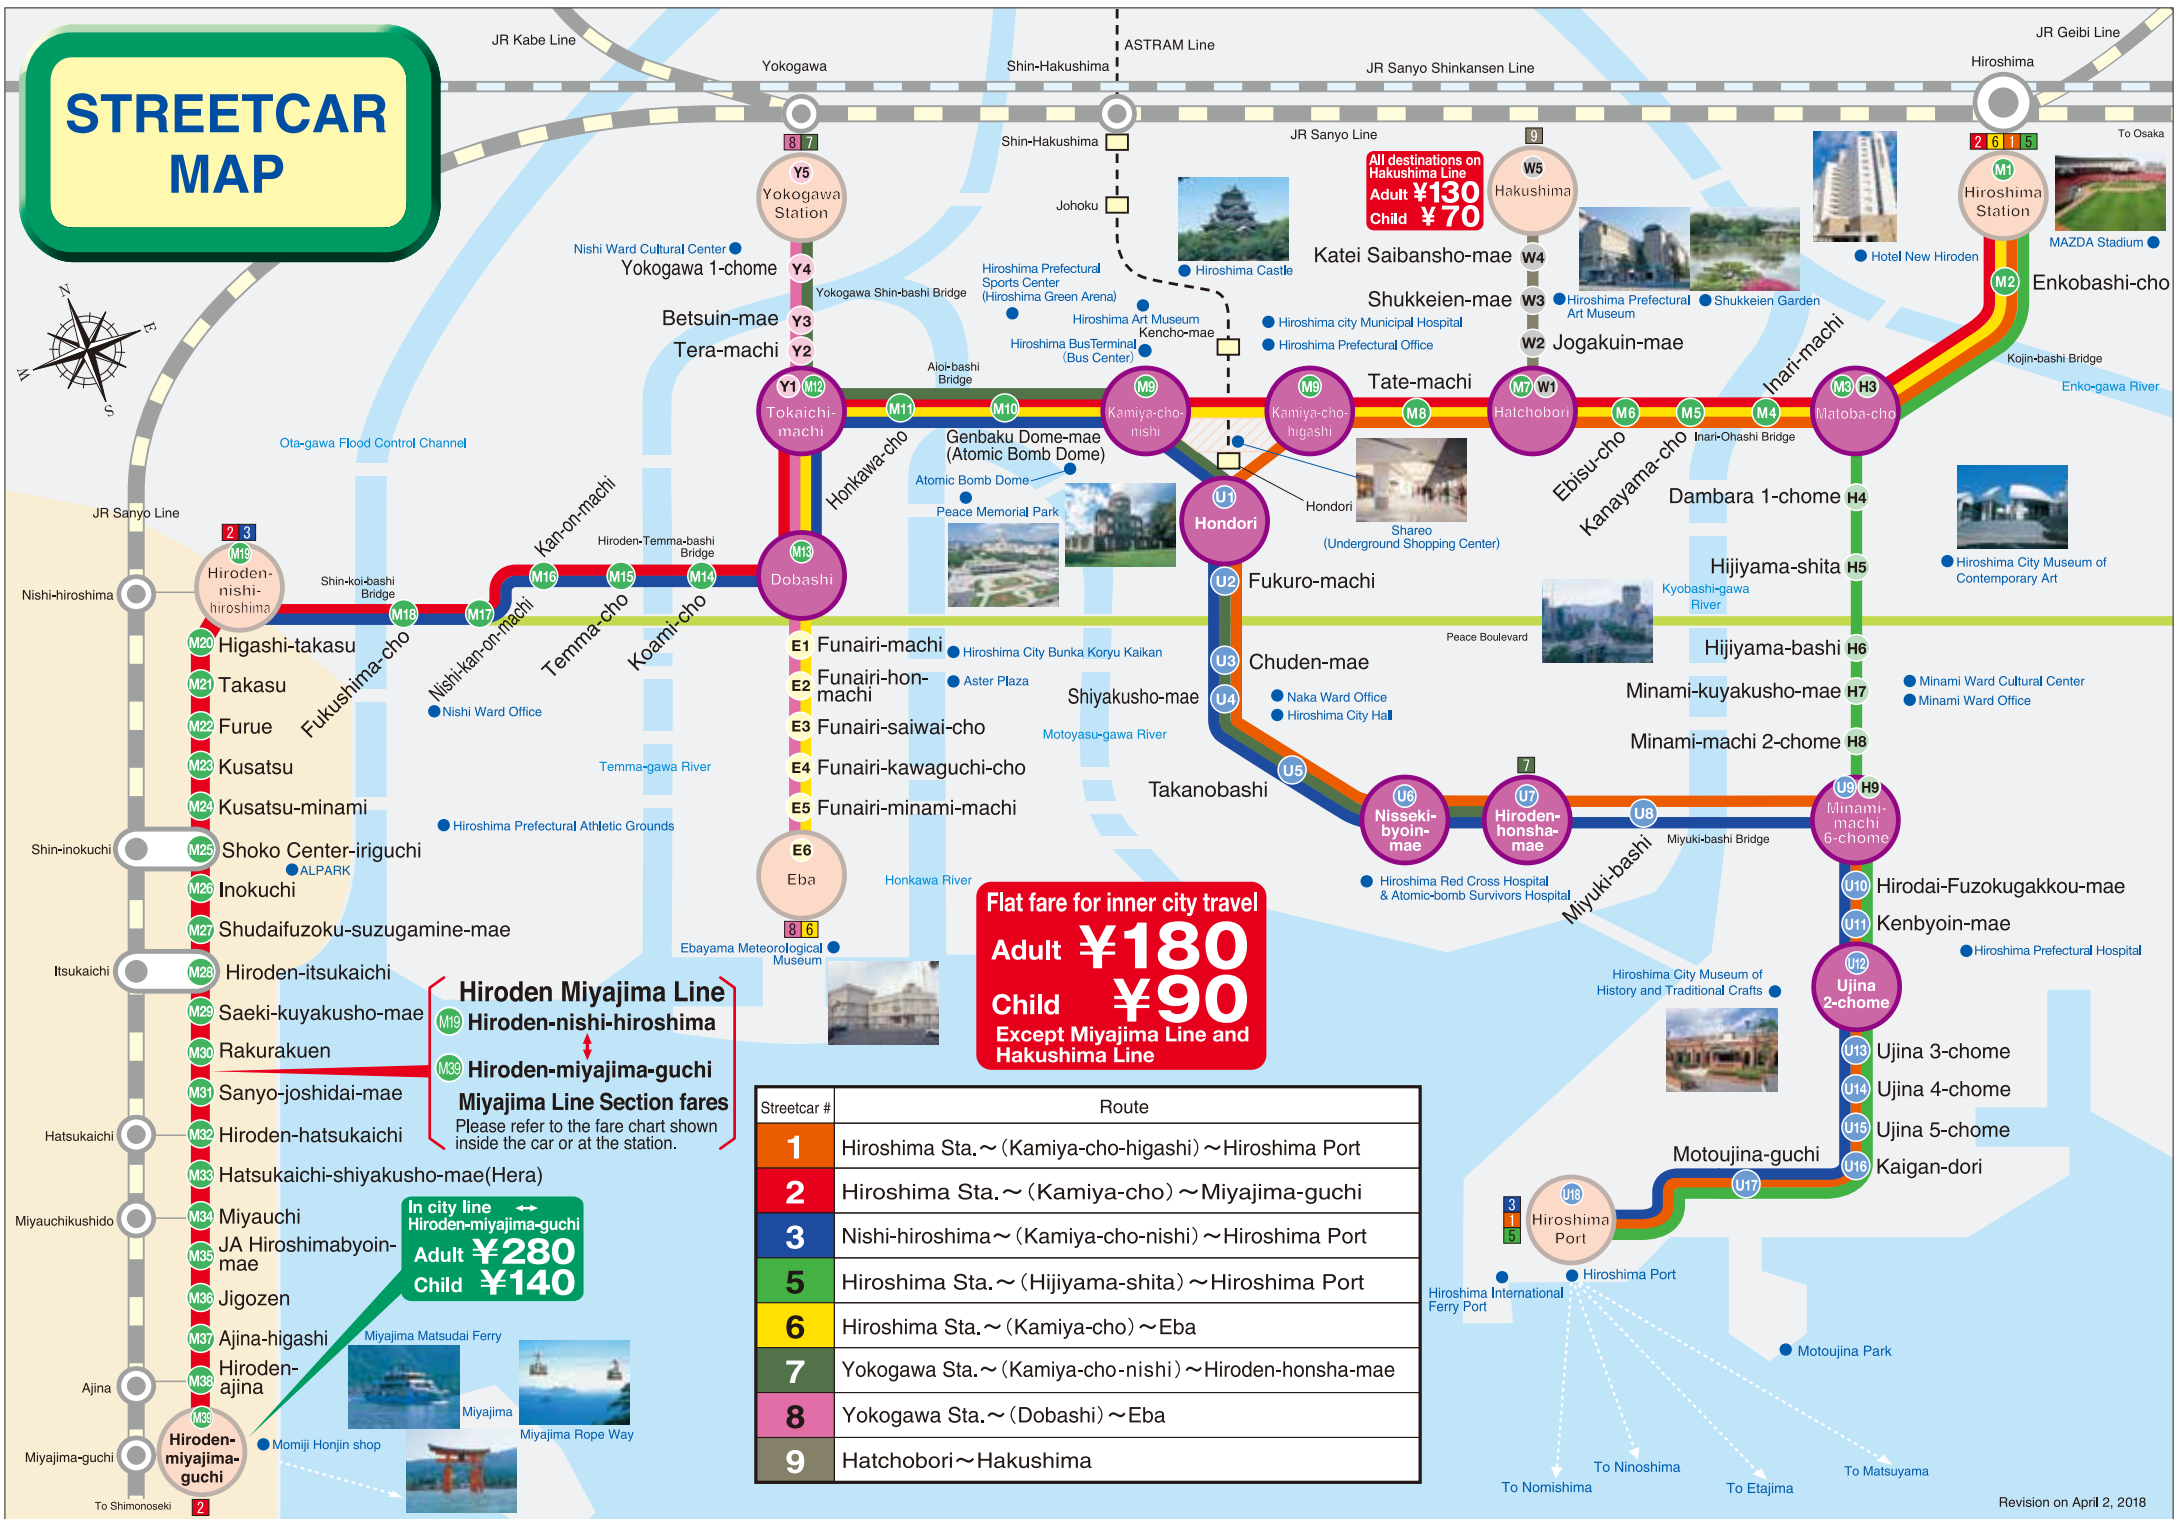 STREETCAR
MAP
JR Kabe Line
Yokogawa
Shin-Hakushima
ASTRAM Line
JR Sanyo Shinkansen Line
JR Geibi Line
Hiroshima
JR Sanyo Line
To Osaka
Shin-Hakushima
Johoku
8 7
Y5
Yokogawa
Station
Nishi Ward Cultural Center
Yokogawa 1-chome Y4
Yokogawa Shin-bashi Bridge
Betsuin-mae Y3
Tera-machi Y2
Hiroshima Prefectural
Sports Center
(Hiroshima Green Arena)
Hiroshima Castle
Hiroshima Art Museum
Kencho-mae
Hiroshima BusTerminal
(Bus Center)
Hiroshima city Municipal Hospital
Hiroshima Prefectural Office
All destinations on
Hakushima Line
Adult ¥130
Child ¥70
9
W5
Hakushima
Katei Saibansho-mae W4
Shukkeien-mae W3
Jogakuin-mae W2
Hiroshima Prefectural
Art Museum
Shukkeien Garden
Hotel New Hiroden
2 6 1 5
M1
Hiroshima
Station
MAZDA Stadium
M2 Enkobashi-cho
Kojin-bashi Bridge
Enko-gawa River
N
E
W
S
Y1 M12
Tokaichi-
machi
Aioi-bashi
Bridge
M11
Honkawa-cho
M10
Genbaku Dome-mae
(Atomic Bomb Dome)
M9
Kamiya-cho-
nishi
M9
Kamiya-cho-
higashi
Tate-machi
M8
M7 W1
Hatchobori
M6
Ebisu-cho
M5
Kanayama-cho
M4
Inari-machi
Inari-Ohashi Bridge
M3 H3
Matoba-cho
Ota-gawa Flood Control Channel
Atomic Bomb Dome
Peace Memorial Park
U1
Hondori
Hondori
Shareo
(Underground Shopping Center)
Dambara 1-chome H4
Hijiyama-shita H5
Hiroshima City Museum of
Contemporary Art
Kyobashi-gawa
River
Peace Boulevard
Hijiyama-bashi H6
Minami-kuyakusho-mae H7
Minami Ward Cultural Center
Minami Ward Office
Minami-machi 2-chome H8
U9 H9
Minami-
machi
6-chome
JR Sanyo Line
2 3
M19
Hiroden-
nishi-
hiroshima
Nishi-hiroshima
Shin-koi-bashi
Bridge
M18
Fukushima-cho
M17
Nishi-kan-on-machi
M16
Kan-on-machi
M15
Temma-cho
Hiroden-Temma-bashi
Bridge
M14
Koami-cho
M13
Dobashi
Nishi Ward Office
E1 Funairi-machi
Hiroshima City Bunka Koryu Kaikan
E2 Funairi-hon-
machi
Aster Plaza
E3 Funairi-saiwai-cho
E4 Funairi-kawaguchi-cho
E5 Funairi-minami-machi
E6
Eba
8 6
Temma-gawa River
Hiroshima Prefectural Athletic Grounds
Honkawa River
Ebayama Meteorological
Museum
U2 Fukuro-machi
U3 Chuden-mae
Shiyakusho-mae U4
Naka Ward Office
Hiroshima City Hall
Motoyasu-gawa River
Takanobashi U5
U6
Nisseki-
byoin-
mae
7
U7
Hiroden-
honsha-
mae
U8
Miyuki-bashi
Miyuki-bashi Bridge
Hiroshima Red Cross Hospital
& Atomic-bomb Survivors Hospital
U10 Hirodai-Fuzokugakkou-mae
U11 Kenbyoin-mae
Hiroshima Prefectural Hospital
U12
Ujina
2-chome
Hiroshima City Museum of
History and Traditional Crafts
U13 Ujina 3-chome
U14 Ujina 4-chome
U15 Ujina 5-chome
U16 Kaigan-dori
Motoujina-guchi
U17
3
1
5
U18
Hiroshima
Port
Hiroshima International
Ferry Port
Hiroshima Port
Motoujina Park
To Nomishima
To Ninoshima
To Etajima
To Matsuyama
Revision on April 2, 2018
M20 Higashi-takasu
M21 Takasu
M22 Furue
M23 Kusatsu
M24 Kusatsu-minami
Shin-inokuchi
M25 Shoko Center-iriguchi
ALPARK
M26 Inokuchi
M27 Shudaifuzoku-suzugamine-mae
Itsukaichi
M28 Hiroden-itsukaichi
M29 Saeki-kuyakusho-mae
M30 Rakurakuen
M31 Sanyo-joshidai-mae
Hatsukaichi
M32 Hiroden-hatsukaichi
M33 Hatsukaichi-shiyakusho-mae(Hera)
Miyauchikushido
M34 Miyauchi
M35 JA Hiroshimabyoin-
mae
M36 Jigozen
M37 Ajina-higashi
Ajina
M38 Hiroden-
ajina
M39
Hiroden-
miyajima-
guchi
Miyajima-guchi
To Shimonoseki
2
Hiroden Miyajima Line
M19 Hiroden-nishi-hiroshima
M39 Hiroden-miyajima-guchi
Miyajima Line Section fares
Please refer to the fare chart shown
inside the car or at the station.
In city line ↔
Hiroden-miyajima-guchi
Adult ¥280
Child ¥140
Miyajima Matsudai Ferry
Miyajima
Miyajima Rope Way
Momiji Honjin shop
Flat fare for inner city travel
Adult ¥180
Child ¥90
Except Miyajima Line and
Hakushima Line
Streetcar # Route
1 Hiroshima Sta.～(Kamiya-cho-higashi)～Hiroshima Port
2 Hiroshima Sta.～(Kamiya-cho)～Miyajima-guchi
3 Nishi-hiroshima～(Kamiya-cho-nishi)～Hiroshima Port
5 Hiroshima Sta.～(Hijiyama-shita)～Hiroshima Port
6 Hiroshima Sta.～(Kamiya-cho)～Eba
7 Yokogawa Sta.～(Kamiya-cho-nishi)～Hiroden-honsha-mae
8 Yokogawa Sta.～(Dobashi)～Eba
9 Hatchobori～Hakushima